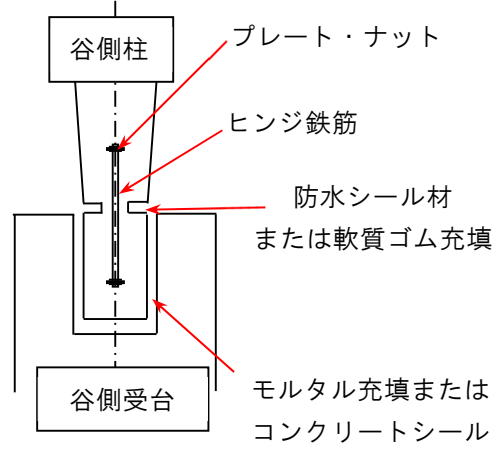 谷側柱
プレート・ナット
ヒンジ鉄筋
防水シール材
または軟質ゴム充填
谷側受台
モルタル充填または
コンクリートシール